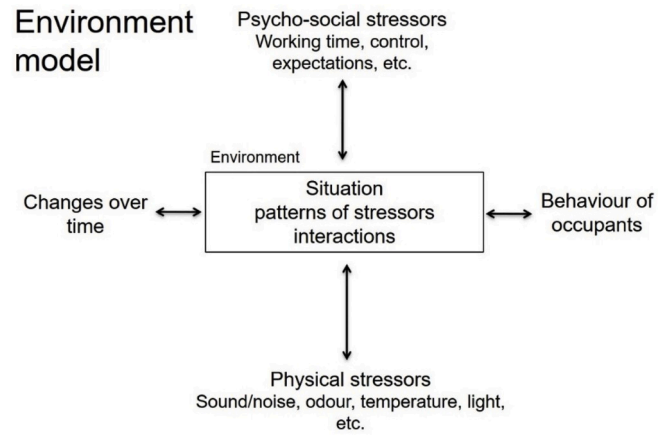 Environment
model
Psycho-social stressors
Working time, control,
expectations, etc.
Environment
Situation
patterns of stressors
interactions
Changes over
time
Behaviour of
occupants
Physical stressors
Sound/noise, odour, temperature, light,
etc.